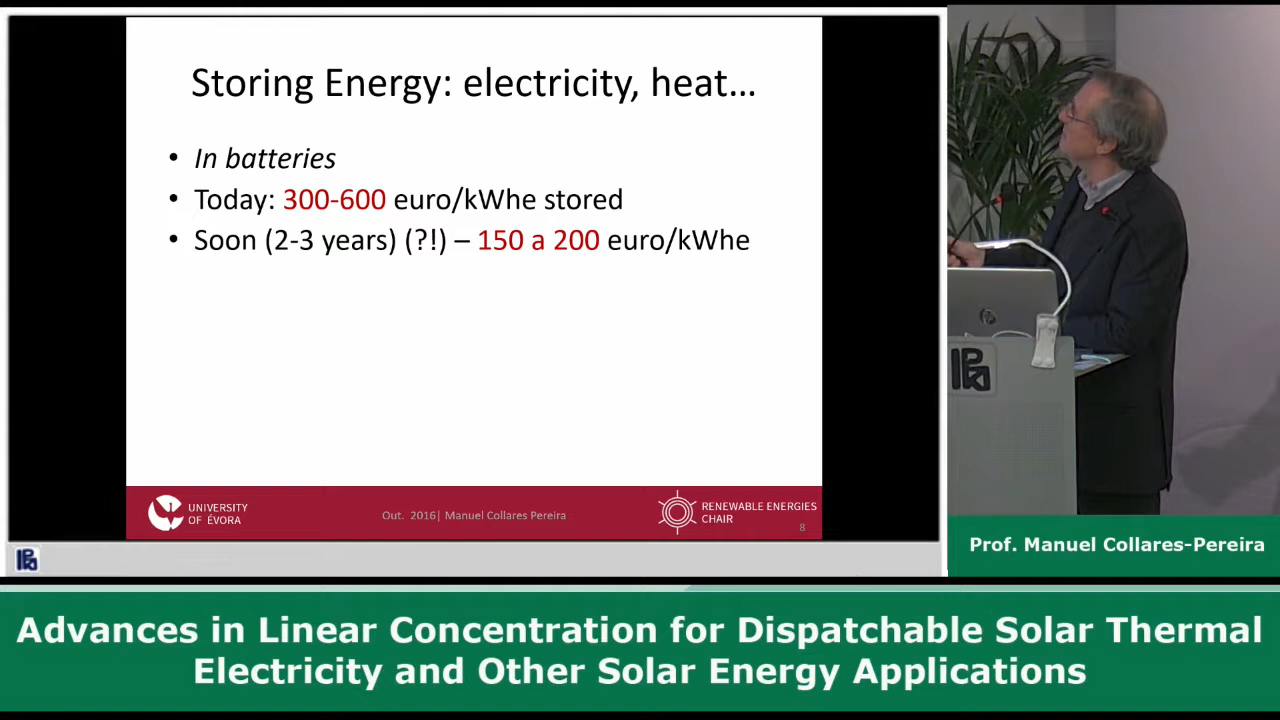 Storing Energy: electricity, heat…
• In batteries
• Today: 300-600 euro/kWhe stored
• Soon (2-3 years) (?!) – 150 a 200 euro/kWhe
UNIVERSITY
OF ÉVORA
Out. 2016| Manuel Collares Pereira
RENEWABLE ENERGIES
CHAIR
8
Prof. Manuel Collares-Pereira
Advances in Linear Concentration for Dispatchable Solar Thermal
Electricity and Other Solar Energy Applications